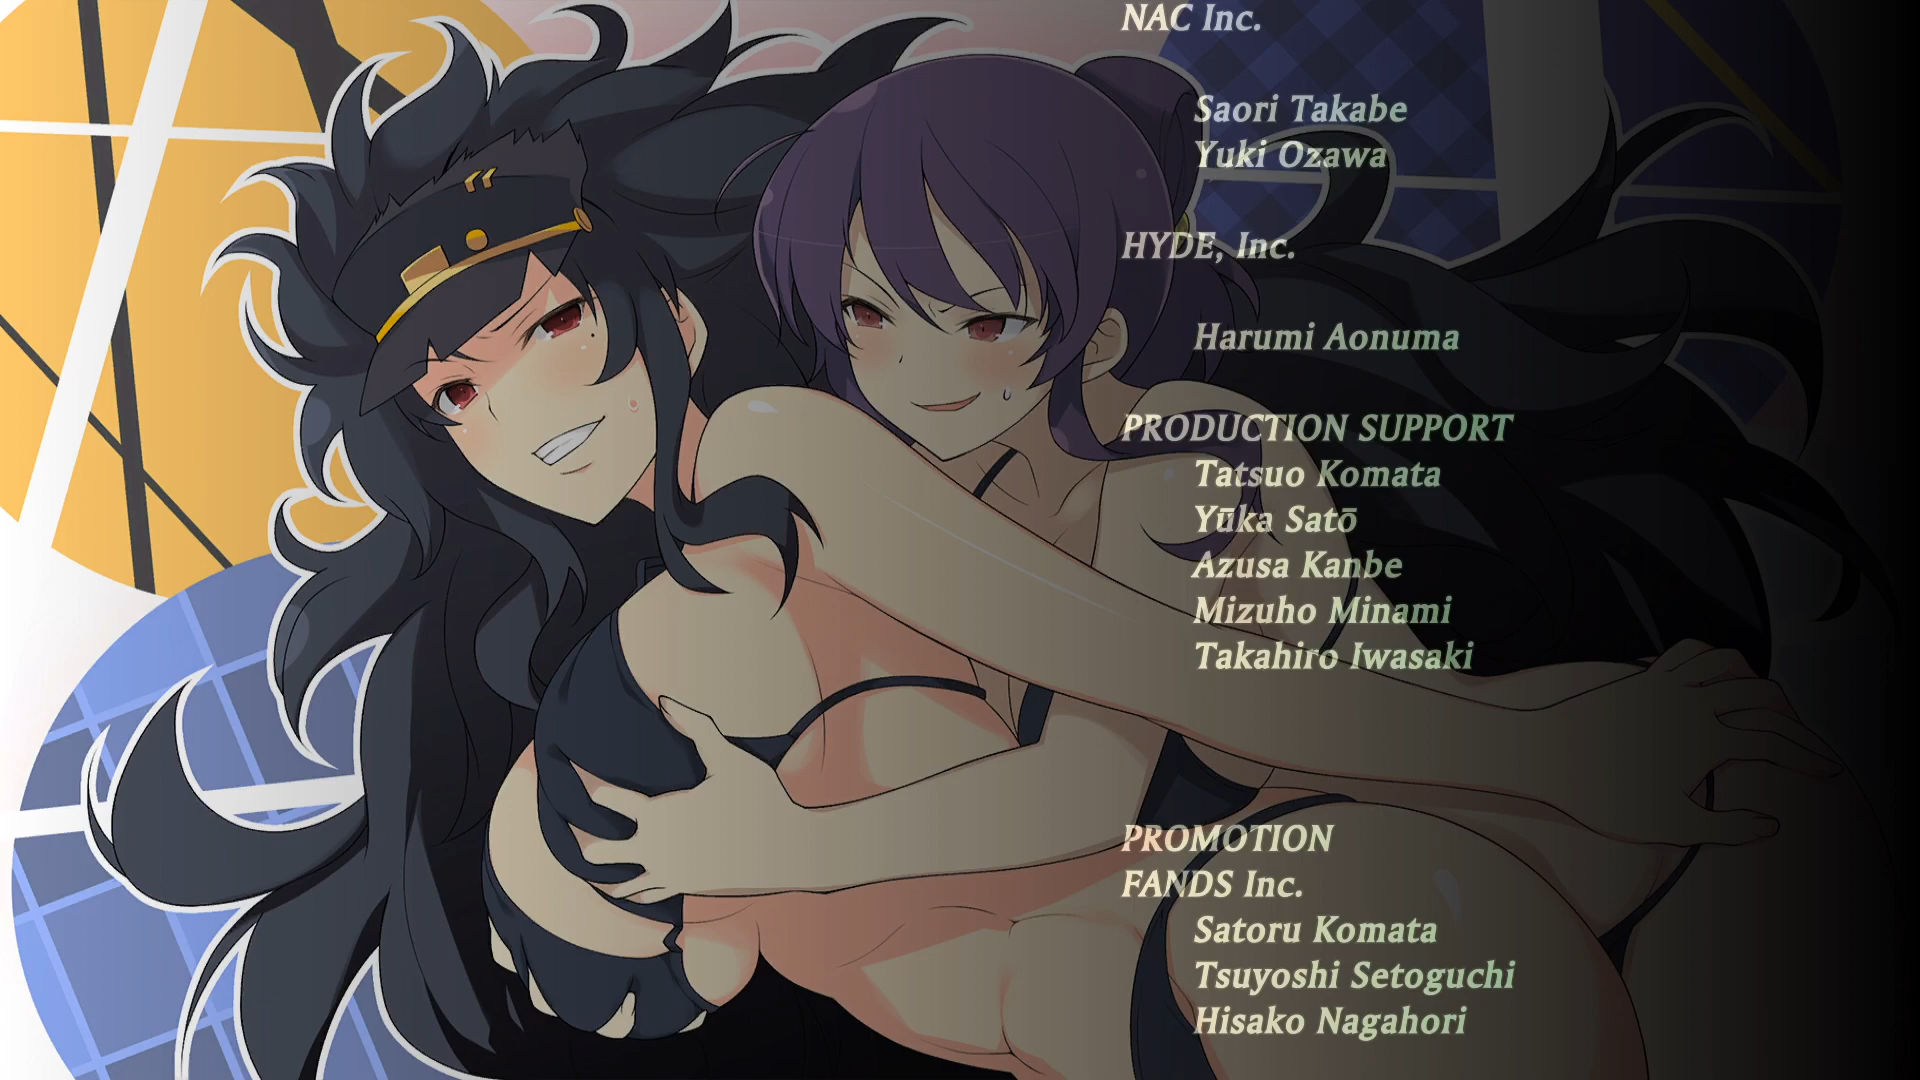 NAC Inc.
Saori Takabe
Yuki Ozawa
HYDE, Inc.
Harumi Aonuma
PRODUCTION SUPPORT
Tatsuo Komata
Yūka Satō
Azusa Kanbe
Mizuho Minami
Takahiro Iwasaki
PROMOTION
FANDS Inc.
Satoru Komata
Tsuyoshi Setoguchi
Hisako Nagahori